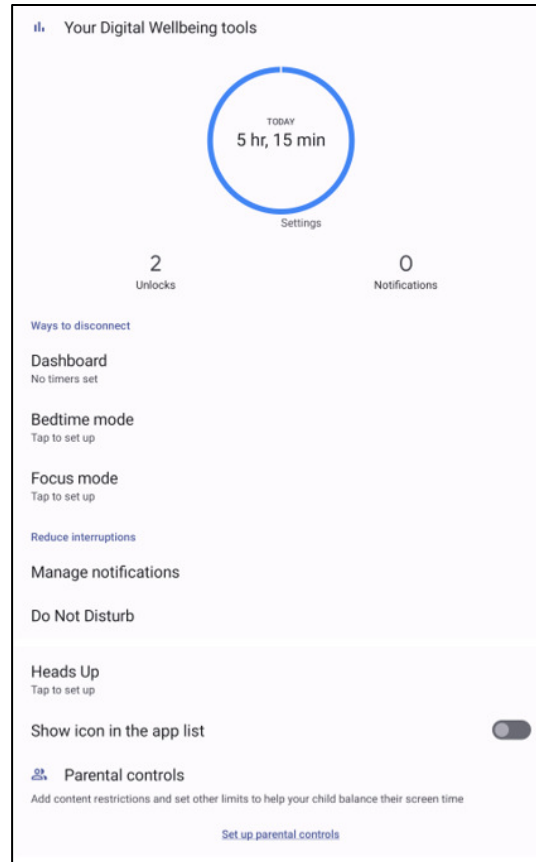 Your Digital Wellbeing tools
TODAY
5 hr, 15 min
Settings
2
Unlocks
0
Notifications
Ways to disconnect
Dashboard
No timers set
Bedtime mode
Tap to set up
Focus mode
Tap to set up
Reduce interruptions
Manage notifications
Do Not Disturb
Heads Up
Tap to set up
Show icon in the app list
Parental controls
Add content restrictions and set other limits to help your child balance their screen time
Set up parental controls